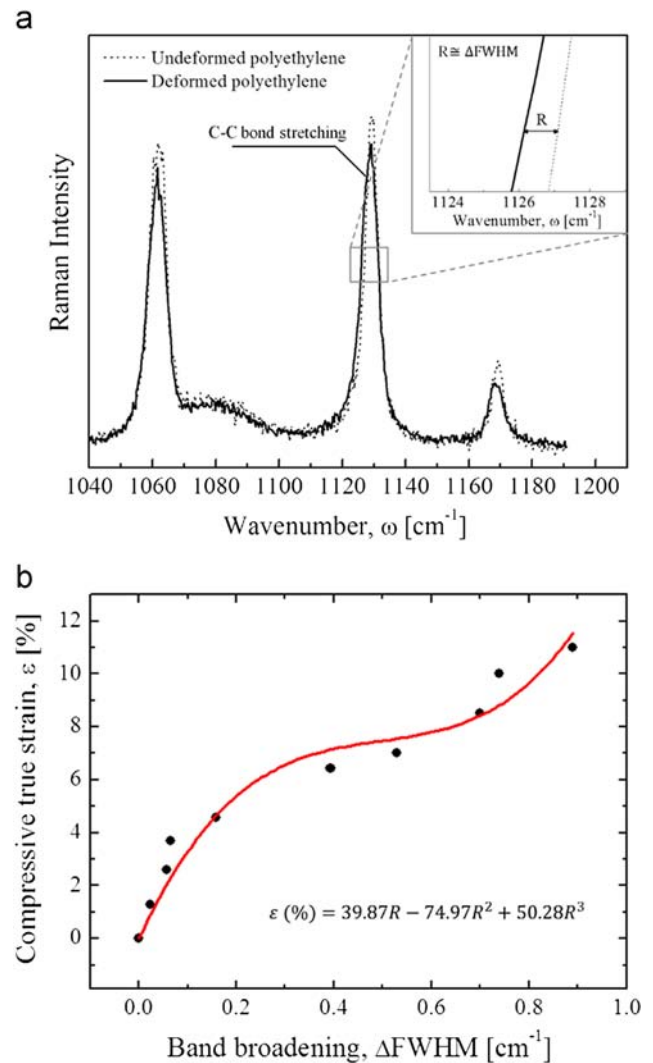 a
Undeformed polyethylene
Deformed polyethylene
C-C bond stretching
R≅ ΔFWHM
R
1124 1126 1128
Wavenumber, ω [cm⁻¹]
Raman Intensity
1040 1060 1080 1100 1120 1140 1160 1180 1200
Wavenumber, ω [cm⁻¹]
b
Compressive true strain, ε [%]
12
10
8
6
4
2
0
ε (%) = 39.87R − 74.97R² + 50.28R³
0.0 0.2 0.4 0.6 0.8 1.0
Band broadening, ΔFWHM [cm⁻¹]